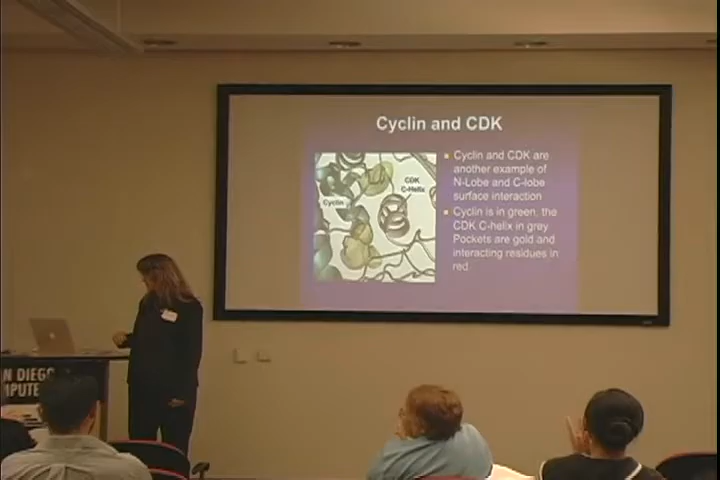 Cyclin and CDK
Cyclin and CDK are
another example of
N-Lobe and C-lobe
surface interaction
Cyclin is in green, the
CDK C-helix in grey
Pockets are gold and
interacting residues in
red
CDK
C-Helix
Cyclin
N DIEGO
MPUTE